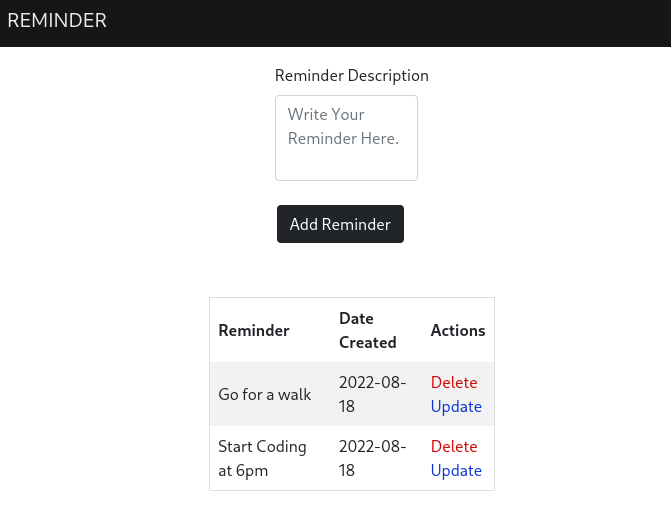 REMINDER
Reminder Description
Write Your
Reminder Here.
Add Reminder
Reminder Date Created Actions
Go for a walk 2022-08-18 Delete Update
Start Coding at 6pm 2022-08-18 Delete Update